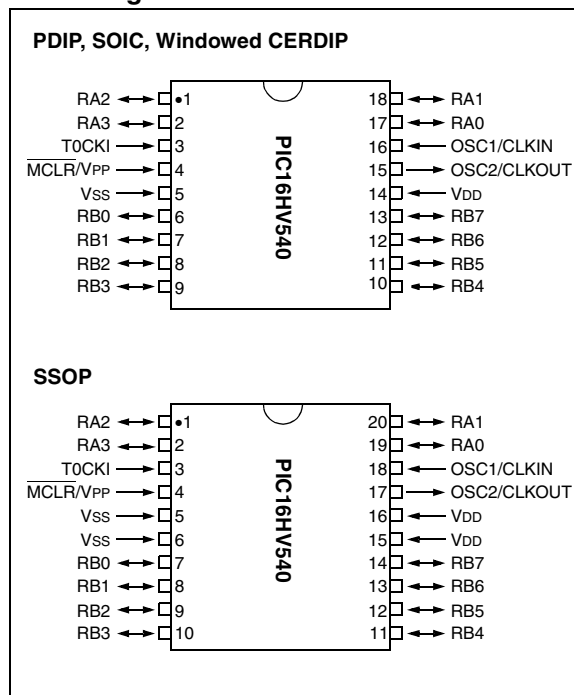 PDIP, SOIC, Windowed CERDIP
RA2 •1 18 RA1
RA3 2 17 RA0
T0CKI 3 16 OSC1/CLKIN
MCLR/VPP 4 15 OSC2/CLKOUT
VSS 5 14 VDD
RB0 6 13 RB7
RB1 7 12 RB6
RB2 8 11 RB5
RB3 9 10 RB4
PIC16HV540
SSOP
RA2 •1 20 RA1
RA3 2 19 RA0
T0CKI 3 18 OSC1/CLKIN
MCLR/VPP 4 17 OSC2/CLKOUT
VSS 5 16 VDD
VSS 6 15 VDD
RB0 7 14 RB7
RB1 8 13 RB6
RB2 9 12 RB5
RB3 10 11 RB4
PIC16HV540